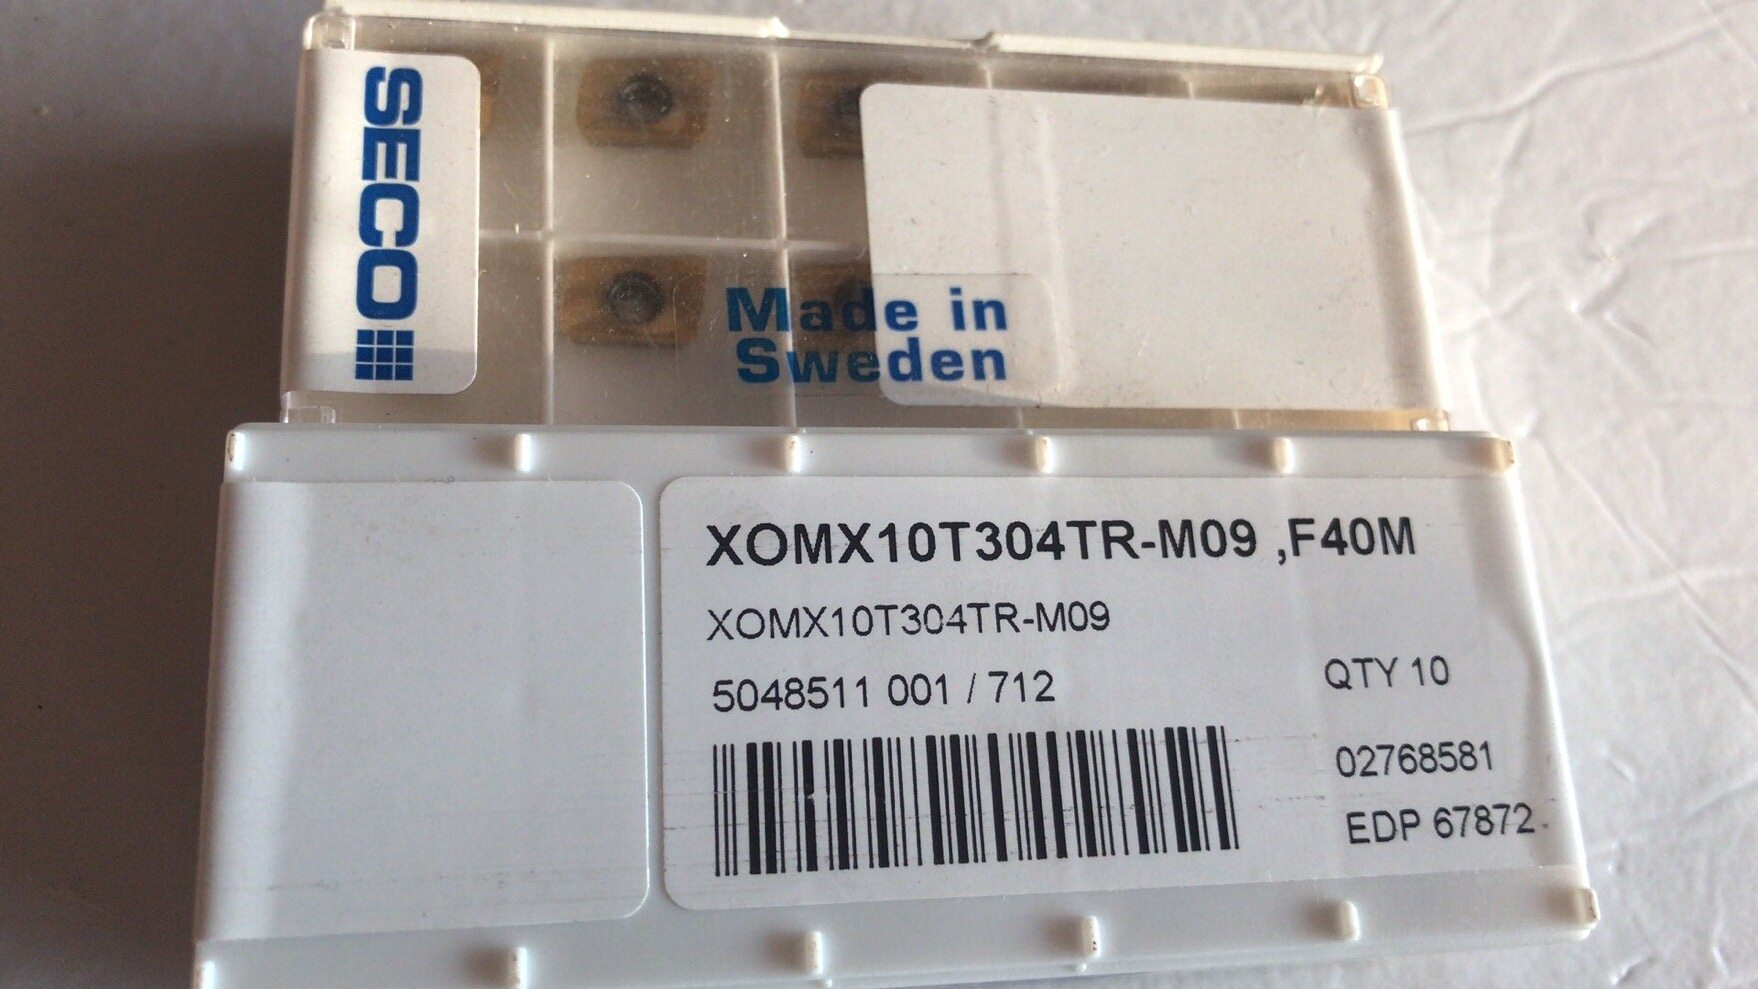 SECO
Made in
Sweden
XOMX10T304TR-M09 ,F40M
XOMX10T304TR-M09
5048511 001 / 712
QTY 10
02768581
EDP 67872